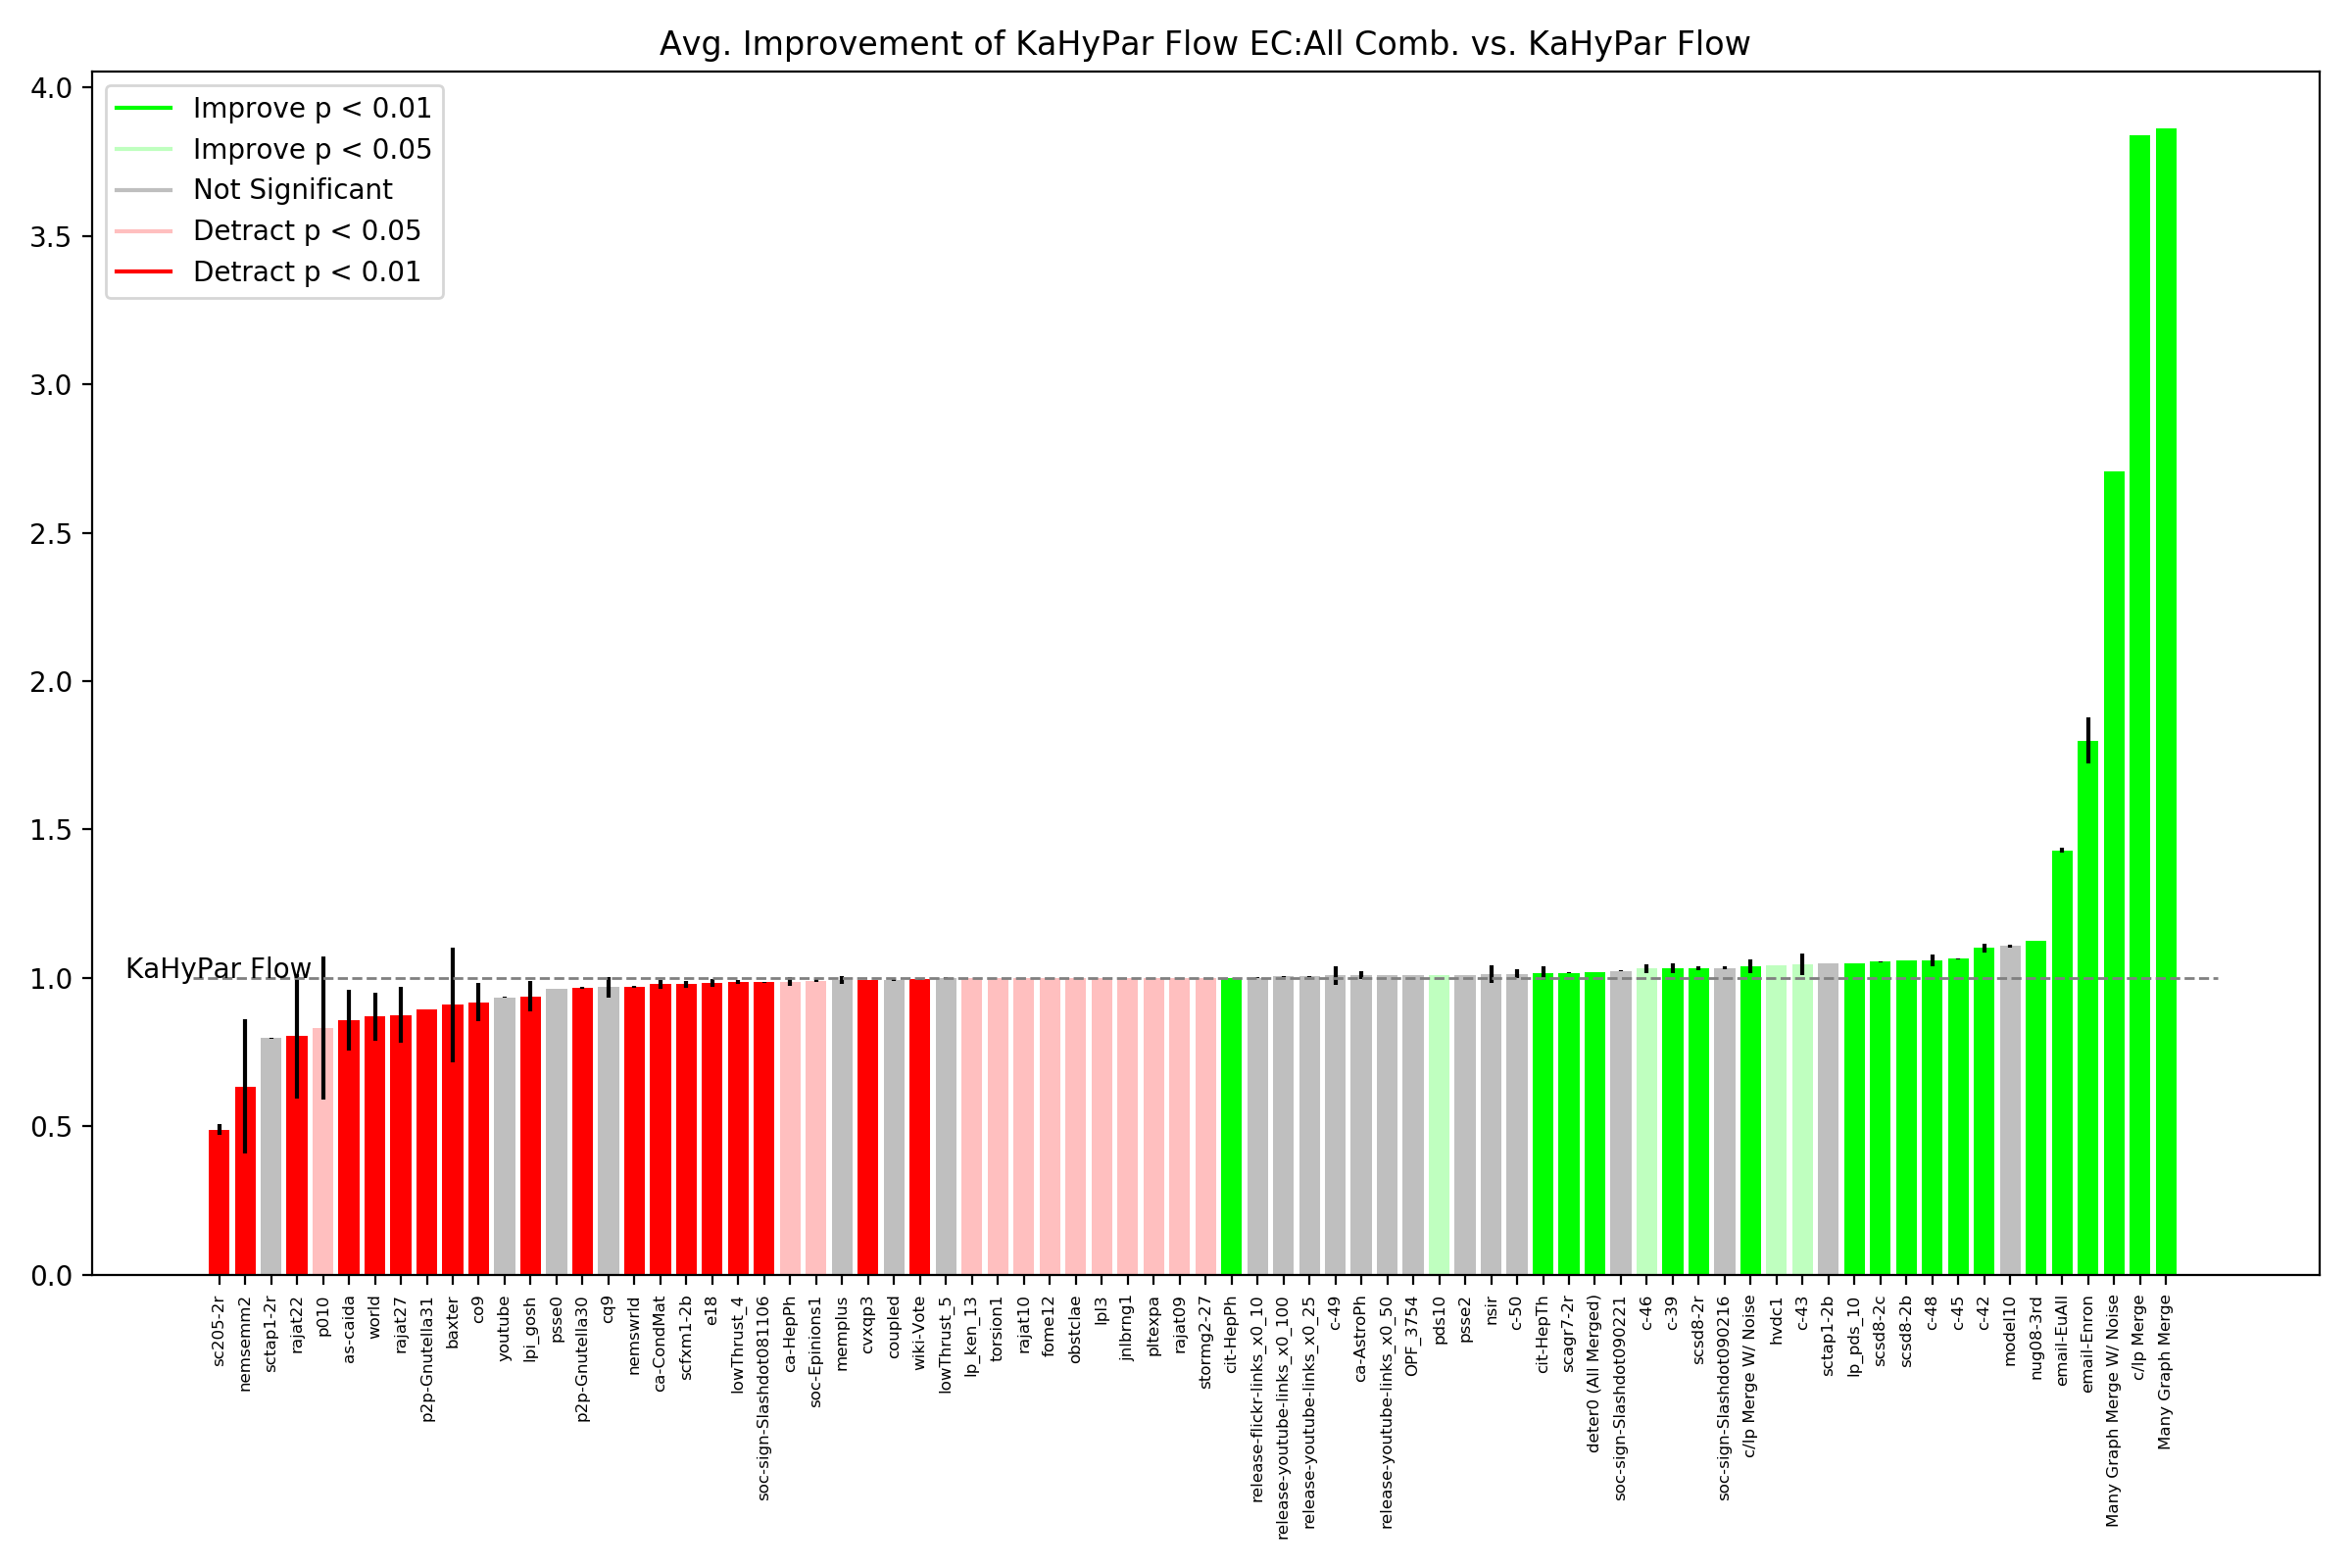 Avg. Improvement of KaHyPar Flow EC:All Comb. vs. KaHyPar Flow
4.0
3.5
3.0
2.5
2.0
1.5
1.0
0.5
0.0
Improve p < 0.01
Improve p < 0.05
Not Significant
Detract p < 0.05
Detract p < 0.01
KaHyPar Flow
sc205-2r
nemsemm2
sctap1-2r
rajat22
p010
as-caida
world
rajat27
p2p-Gnutella31
baxter
co9
youtube
lpi_gosh
psse0
p2p-Gnutella30
cq9
nemswrld
ca-CondMat
scfxm1-2b
e18
lowThrust_4
soc-sign-Slashdot081106
ca-HepPh
soc-Epinions1
memplus
cvxqp3
coupled
wiki-Vote
lowThrust_5
lp_ken_13
torsion1
rajat10
fome12
obstclae
lpl3
jnlbrng1
pltexpa
rajat09
stormg2-27
cit-HepPh
release-flickr-links_x0_10
release-youtube-links_x0_100
release-youtube-links_x0_25
c-49
ca-AstroPh
release-youtube-links_x0_50
OPF_3754
pds10
psse2
nsir
c-50
cit-HepTh
scagr7-2r
deter0 (All Merged)
soc-sign-Slashdot090221
c-46
c-39
scsd8-2r
soc-sign-Slashdot090216
c/lp Merge W/ Noise
hvdc1
c-43
sctap1-2b
lp_pds_10
scsd8-2c
scsd8-2b
c-48
c-45
c-42
model10
nug08-3rd
email-EuAll
email-Enron
Many Graph Merge W/ Noise
c/lp Merge
Many Graph Merge